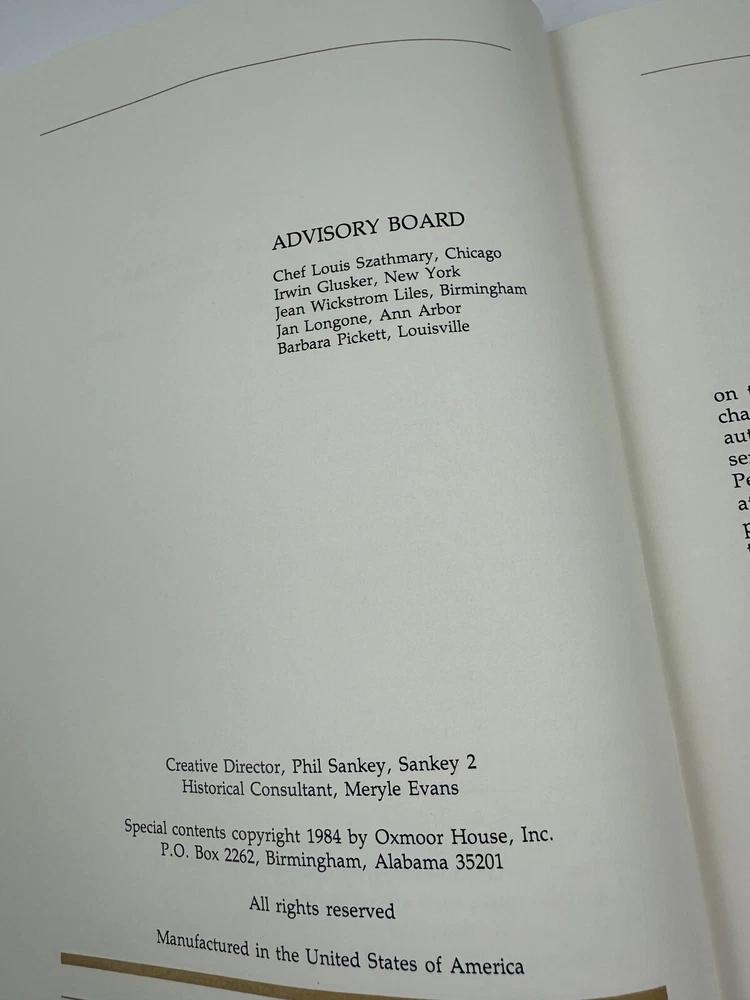 ADVISORY BOARD
Chef Louis Szathmary, Chicago
Irwin Glusker, New York
Jean Wickstrom Liles, Birmingham
Jan Longone, Ann Arbor
Barbara Pickett, Louisville
Creative Director, Phil Sankey, Sankey 2
Historical Consultant, Meryle Evans
Special contents copyright 1984 by Oxmoor House, Inc.
P.O. Box 2262, Birmingham, Alabama 35201
All rights reserved
Manufactured in the United States of America
on